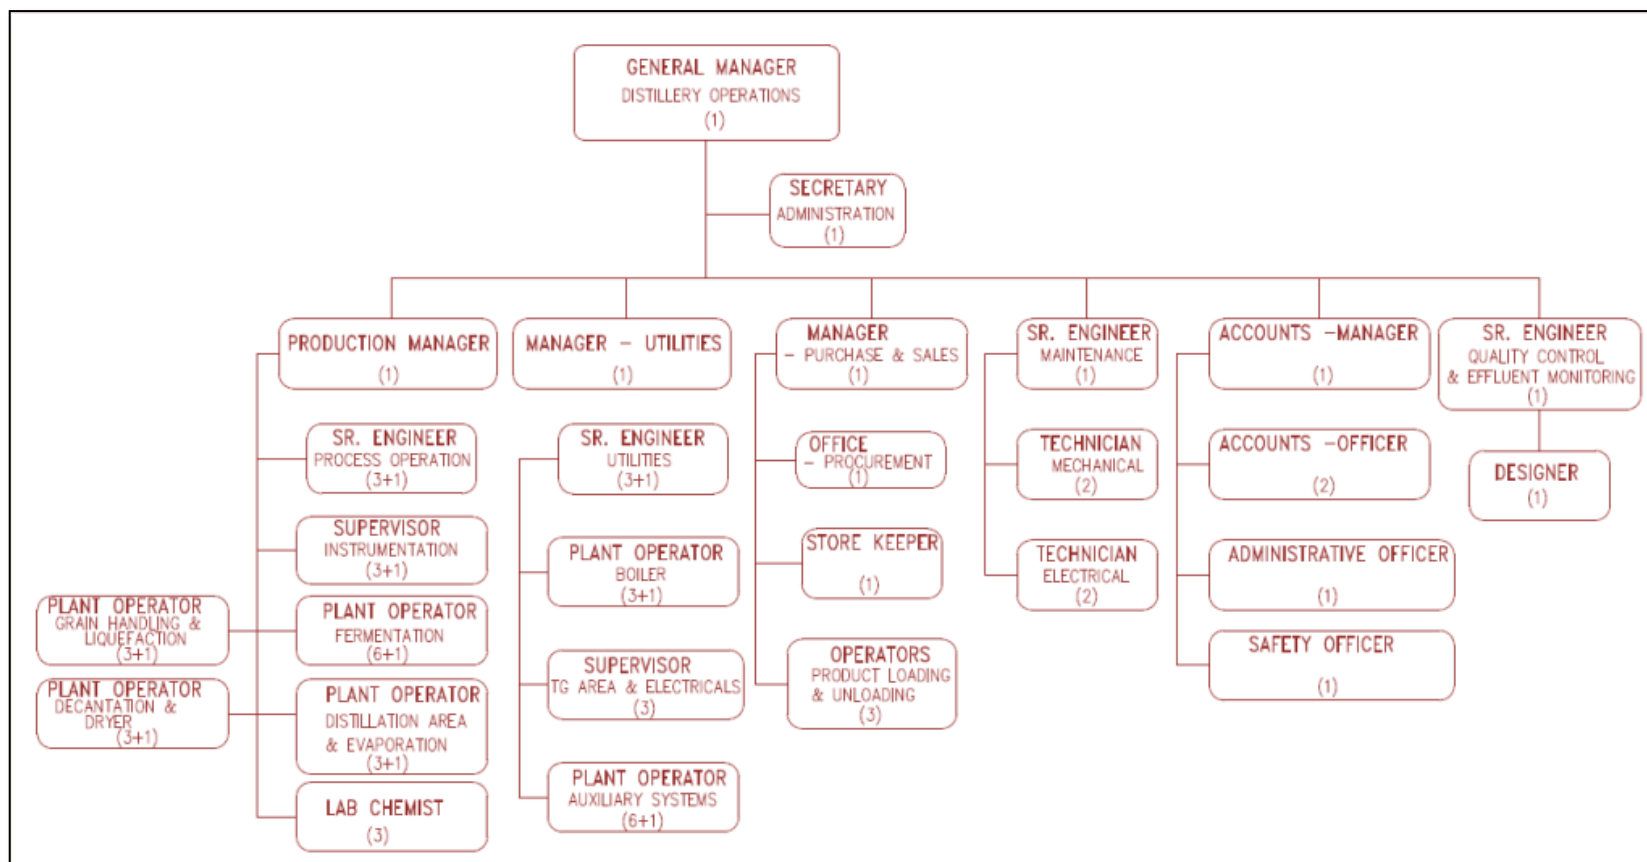 GENERAL MANAGER
DISTILLERY OPERATIONS
(1)
SECRETARY
ADMINISTRATION
(1)
PRODUCTION MANAGER
(1)
MANAGER - UTILITIES
(1)
MANAGER
- PURCHASE & SALES
(1)
SR. ENGINEER
MAINTENANCE
(1)
ACCOUNTS -MANAGER
(1)
SR. ENGINEER
QUALITY CONTROL
& EFFLUENT MONITORING
(1)
SR. ENGINEER
PROCESS OPERATION
(3+1)
SUPERVISOR
INSTRUMENTATION
(3+1)
PLANT OPERATOR
GRAIN HANDLING &
LIQUEFACTION
(3+1)
PLANT OPERATOR
FERMENTATION
(6+1)
PLANT OPERATOR
DECANTATION &
DRYER
(3+1)
PLANT OPERATOR
DISTILLATION AREA
& EVAPORATION
(3+1)
LAB CHEMIST
(3)
SR. ENGINEER
UTILITIES
(3+1)
PLANT OPERATOR
BOILER
(3+1)
SUPERVISOR
TG AREA & ELECTRICALS
(3)
PLANT OPERATOR
AUXILIARY SYSTEMS
(6+1)
OFFICE
- PROCUREMENT
(1)
STORE KEEPER
(1)
OPERATORS
PRODUCT LOADING
& UNLOADING
(3)
TECHNICIAN
MECHANICAL
(2)
TECHNICIAN
ELECTRICAL
(2)
ACCOUNTS -OFFICER
(2)
ADMINISTRATIVE OFFICER
(1)
SAFETY OFFICER
(1)
DESIGNER
(1)